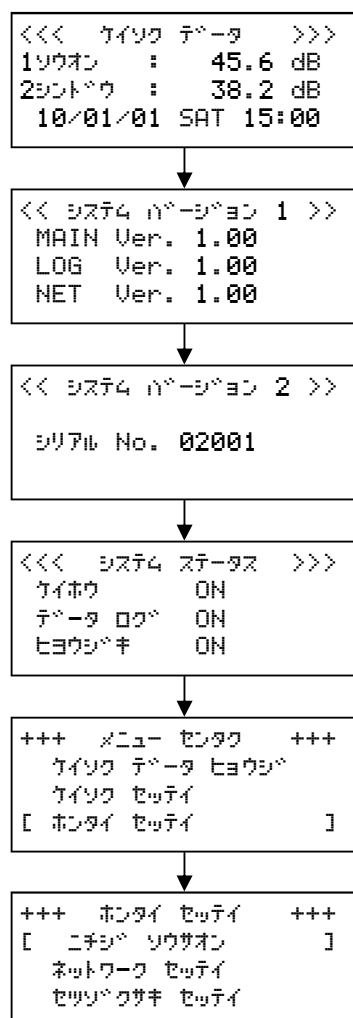 <<< ケイソク データ >>>
1ソウオン : 45.6 dB
2シンドウ : 38.2 dB
10/01/01 SAT 15:00
<< システム バージョン 1 >>
MAIN Ver. 1.00
LOG Ver. 1.00
NET Ver. 1.00
<< システム バージョン 2 >>
シリアル No. 02001
<<< システム ステータス >>>
ケイホウ ON
データ ログ ON
ヒョウジキ ON
+++ メニュー センタク +++
ケイソク データ ヒョウジ
ケイソク セッテイ
[ ホンタイ セッテイ ]
+++ ホンタイ セッテイ +++
[ ニチジ ソウサオン ]
ネットワーク セッテイ
セツゾクサキ セッテイ